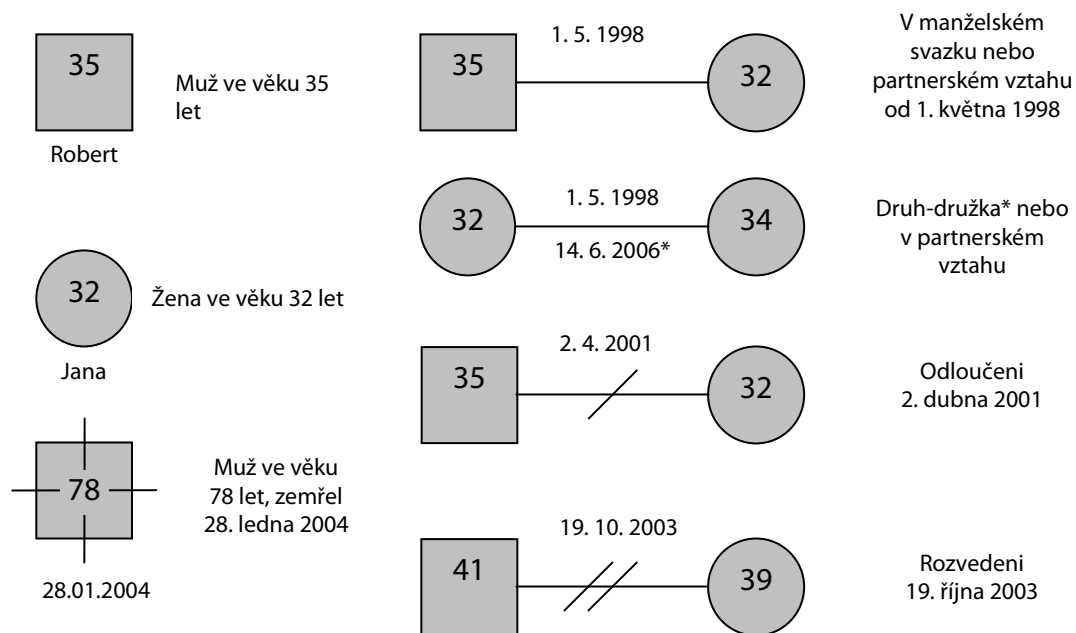 35
Muž ve věku 35
let
Robert
32
Žena ve věku 32 let
Jana
78
Muž ve věku
78 let, zemřel
28. ledna 2004
28.01.2004
1. 5. 1998
35
32
V manželském
svazku nebo
partnerském vztahu
od 1. května 1998
1. 5. 1998
32
34
14. 6. 2006*
Druh-družka* nebo
v partnerském
vztahu
2. 4. 2001
35
32
Odloučeni
2. dubna 2001
19. 10. 2003
41
39
Rozvedeni
19. října 2003